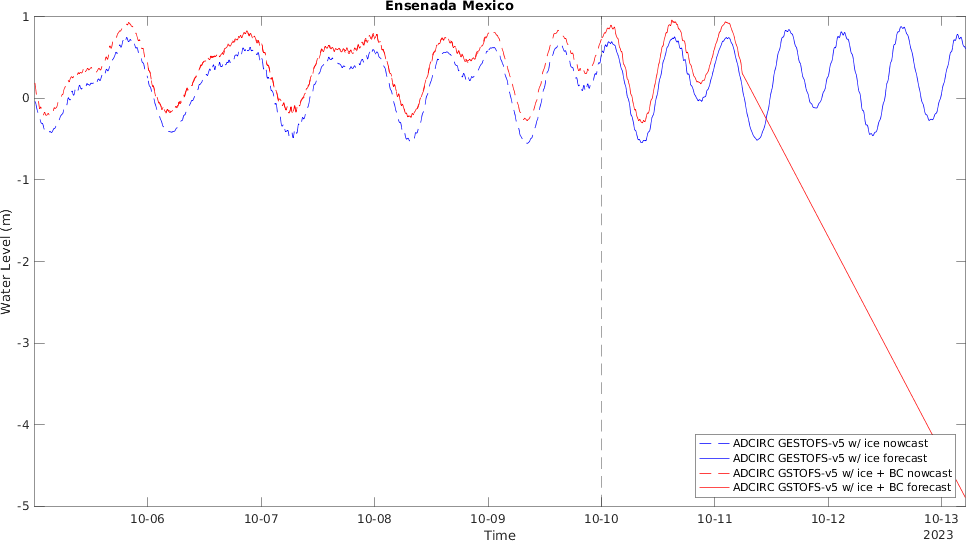 Ensenada Mexico
1
0
-1
-2
-3
-4
-5
Water Level (m)
ADCIRC GESTOFS-v5 w/ ice nowcast
ADCIRC GESTOFS-v5 w/ ice forecast
ADCIRC GSTOFS-v5 w/ ice + BC nowcast
ADCIRC GSTOFS-v5 w/ ice + BC forecast
10-06 10-07 10-08 10-09 10-10 10-11 10-12 10-13
2023
Time